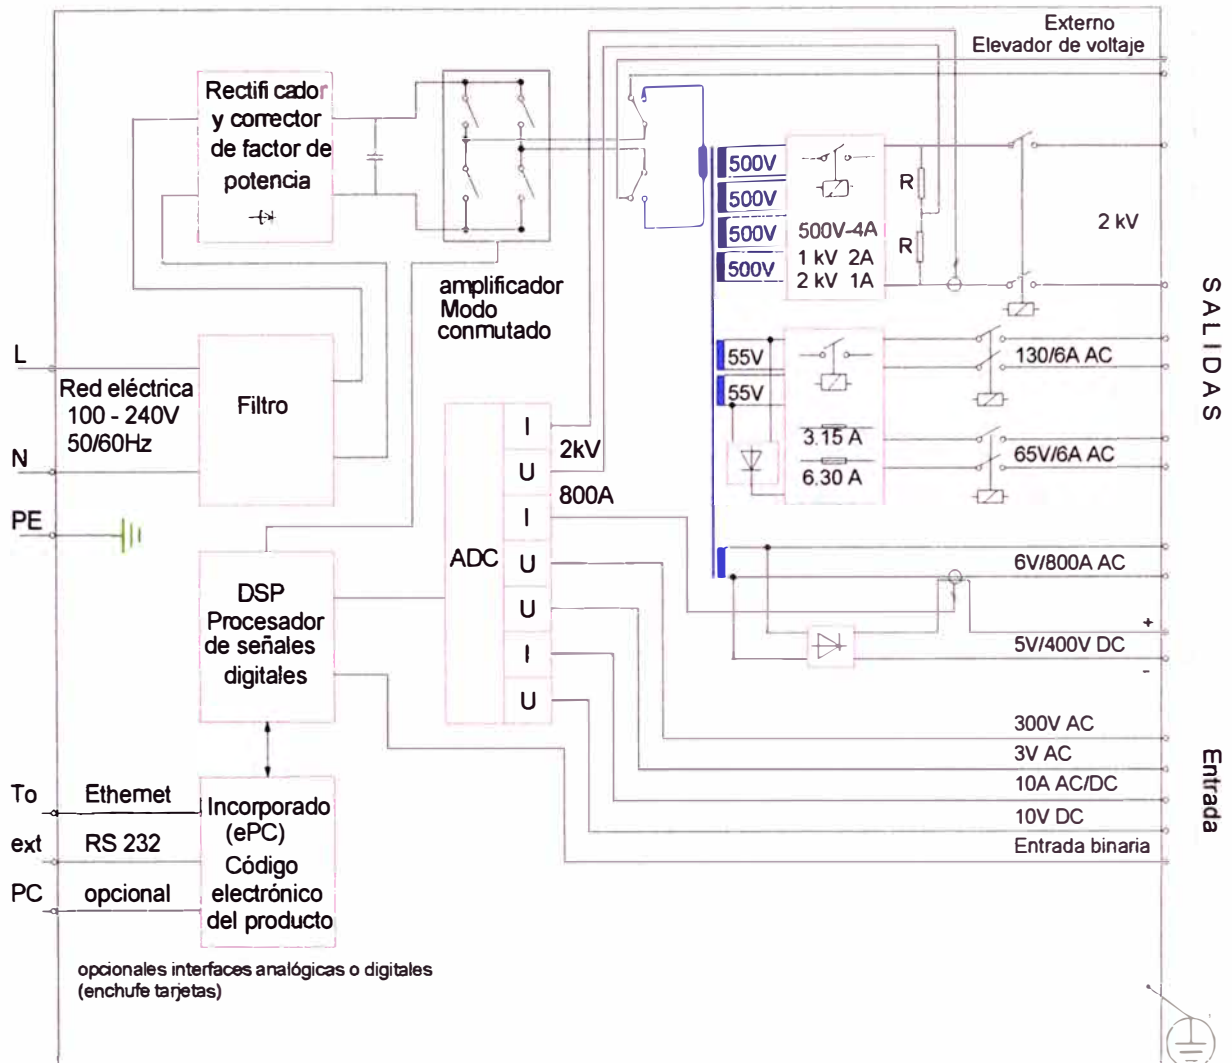 Externo
Elevador de voltaje
Rectificador
y corrector
de factor de
potencia
amplificador
Modo
conmutado
500V
500V
500V
500V
500V-4A
1 kV 2A
2 kV 1A
R
R
2 kV
SALIDAS
L
Red eléctrica
100 - 240V
50/60Hz
N
PE
Filtro
55V
55V
3.15 A
6.30 A
130/6A AC
65V/6A AC
ADC
I
U
I
U
U
I
U
2kV
800A
6V/800A AC
+
5V/400V DC
-
DSP
Procesador
de señales
digitales
300V AC
3V AC
10A AC/DC
10V DC
Entrada binaria
Entrada
To
ext
PC
Ethernet
RS 232
opcional
Incorporado
(ePC)
Código
electrónico
del producto
opcionales interfaces analógicas o digitales
(enchufe tarjetas)